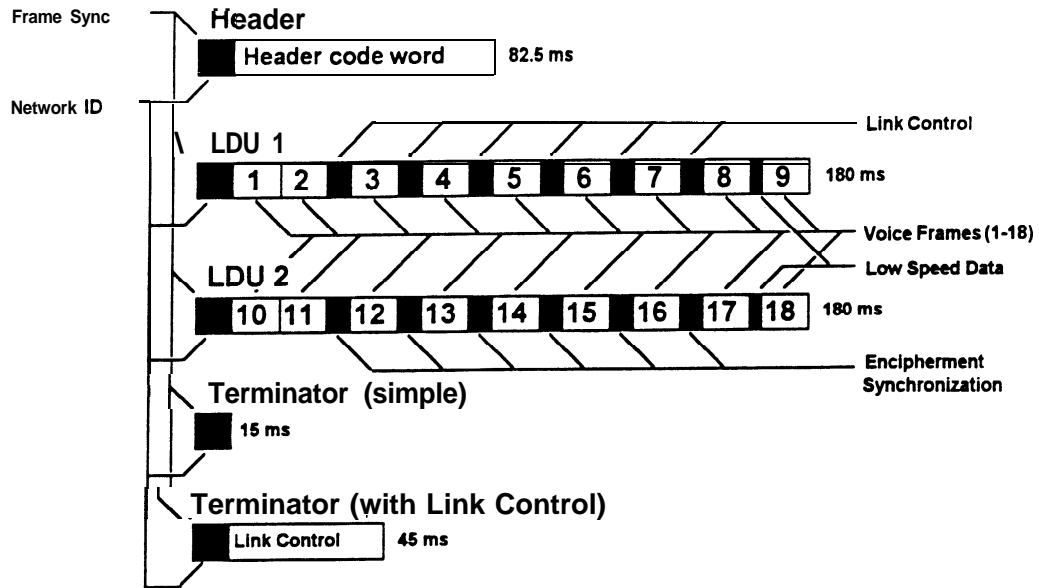 Frame Sync
Header
Header code word
82.5 ms
Network ID
Link Control
LDU 1
1 2 3 4 5 6 7 8 9
180 ms
Voice Frames (1-18)
Low Speed Data
LDU 2
10 11 12 13 14 15 16 17 18
180 ms
Encipherment
Synchronization
Terminator (simple)
15 ms
Terminator (with Link Control)
Link Control
45 ms